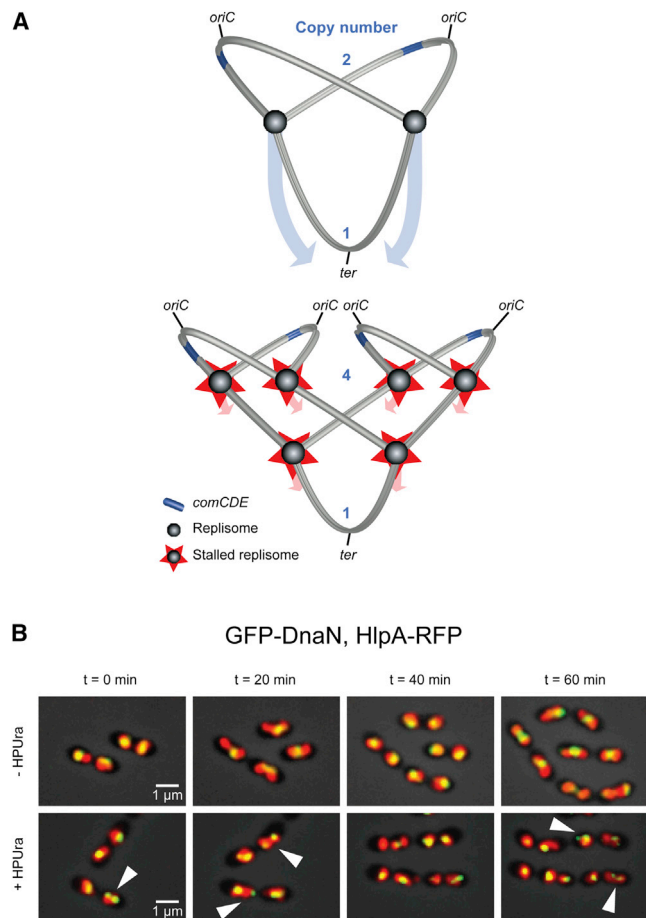 A
oriC
oriC
Copy number
2
1
ter
oriC
oriC
oriC
oriC
4
comCDE
Replisome
Stalled replisome
1
ter
B
GFP-DnaN, HlpA-RFP
t = 0 min
t = 20 min
t = 40 min
t = 60 min
- HPUra
1 µm
+ HPUra
1 µm